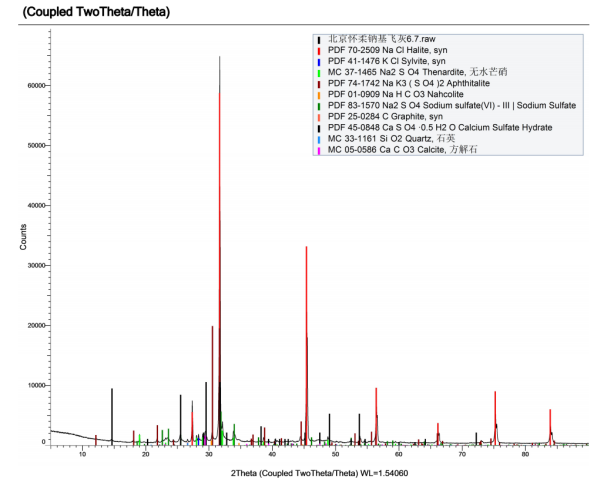 (Coupled TwoTheta/Theta)
北京怀柔钠基飞灰6.7.raw
PDF 70-2509 Na Cl Halite, syn
PDF 41-1476 K Cl Sylvite, syn
MC 37-1465 Na2 S O4 Thenardite, 无水芒硝
PDF 74-1742 Na K3 ( S O4 )2 Aphthitalite
PDF 01-0909 Na H C O3 Nahcolite
PDF 83-1570 Na2 S O4 Sodium sulfate(VI) - III | Sodium Sulfate
PDF 25-0284 C Graphite, syn
PDF 45-0848 Ca S O4 ·0.5 H2 O Calcium Sulfate Hydrate
MC 33-1161 Si O2 Quartz, 石英
MC 05-0586 Ca C O3 Calcite, 方解石
60000
50000
40000
Counts
30000
20000
10000
0
10 20 30 40 50 60 70 80
2Theta (Coupled TwoTheta/Theta) WL=1.54060